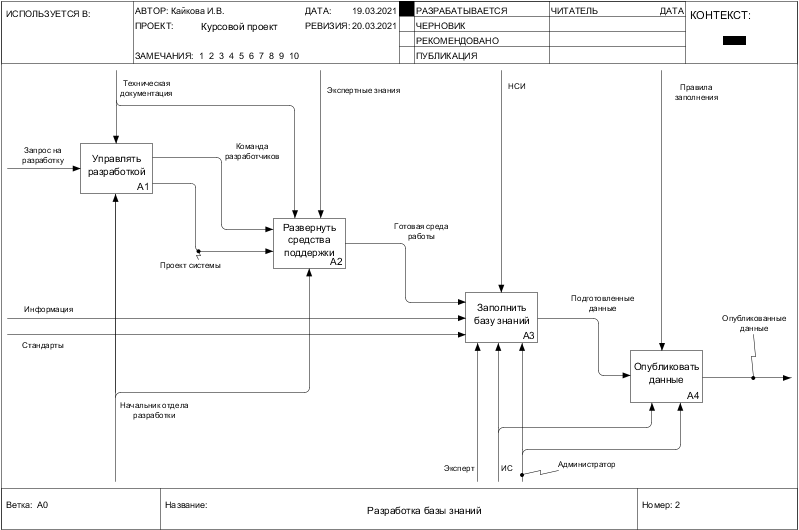 ИСПОЛЬЗУЕТСЯ В:
АВТОР: Кайкова И.В.
ДАТА: 19.03.2021
ПРОЕКТ: Курсовой проект
РЕВИЗИЯ: 20.03.2021
ЗАМЕЧАНИЯ: 1 2 3 4 5 6 7 8 9 10
РАЗРАБАТЫВАЕТСЯ
ЧЕРНОВИК
РЕКОМЕНДОВАНО
ПУБЛИКАЦИЯ
ЧИТАТЕЛЬ
ДАТА
КОНТЕКСТ:
Техническая
документация
Экспертные знания
НСИ
Правила
заполнения
Запрос на
разработку
Управлять
разработкой
A1
Команда
разработчиков
Проект системы
Развернуть
средства
поддержки
A2
Готовая среда
работы
Информация
Стандарты
Заполнить
базу знаний
A3
Подготовленные
данные
Опубликованные
данные
Опубликовать
данные
A4
Начальник отдела
разработки
Эксперт
ИС
Администратор
Ветка: A0
Название:
Разработка базы знаний
Номер: 2